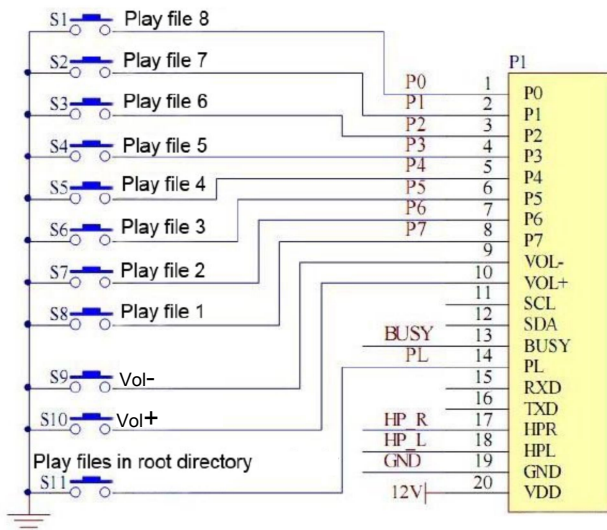 S1 Play file 8
S2 Play file 7
S3 Play file 6
S4 Play file 5
S5 Play file 4
S6 Play file 3
S7 Play file 2
S8 Play file 1
S9 Vol-
S10 Vol+
Play files in root directory
S11
P1
P0 1 P0
P1 2 P1
P2 3 P2
P3 4 P3
P4 5 P4
P5 6 P5
P6 7 P6
P7 8 P7
9 VOL-
10 VOL+
11 SCL
12 SDA
BUSY 13 BUSY
PL 14 PL
15 RXD
16 TXD
HP_R 17 HPR
HP_L 18 HPL
GND 19 GND
12V 20 VDD